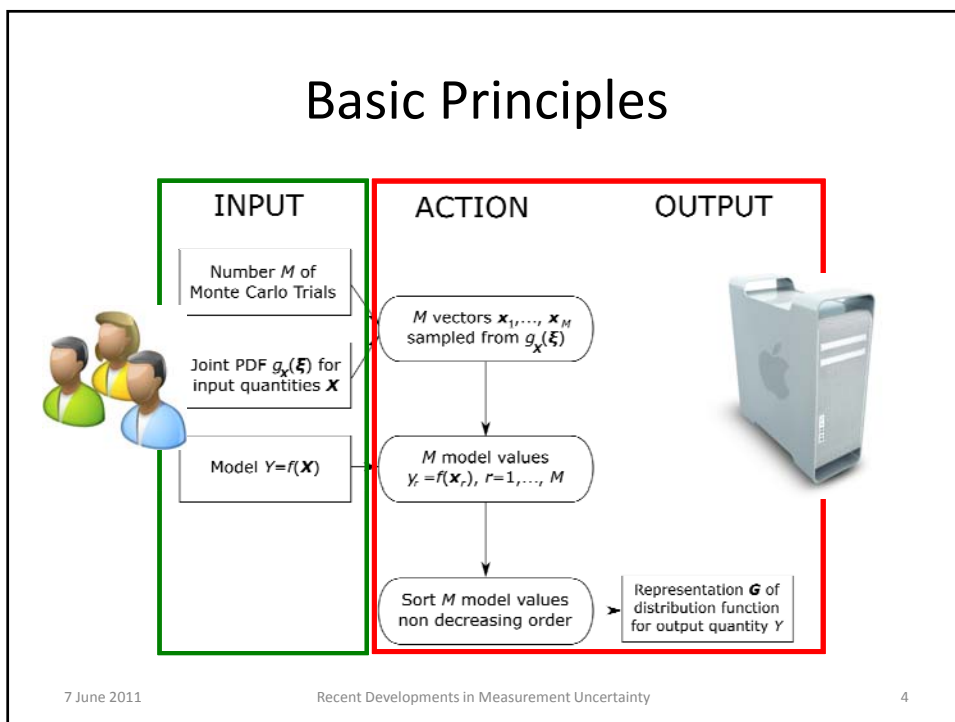 Basic Principles
INPUT
ACTION
OUTPUT
Number M of
Monte Carlo Trials
Joint PDF gₓ(ξ) for
input quantities X
Model Y=f(X)
M vectors x₁,..., x_M
sampled from gₓ(ξ)
M model values
yᵣ =f(xᵣ), r=1,..., M
Sort M model values
non decreasing order
Representation G of
distribution function
for output quantity Y
7 June 2011
Recent Developments in Measurement Uncertainty
4